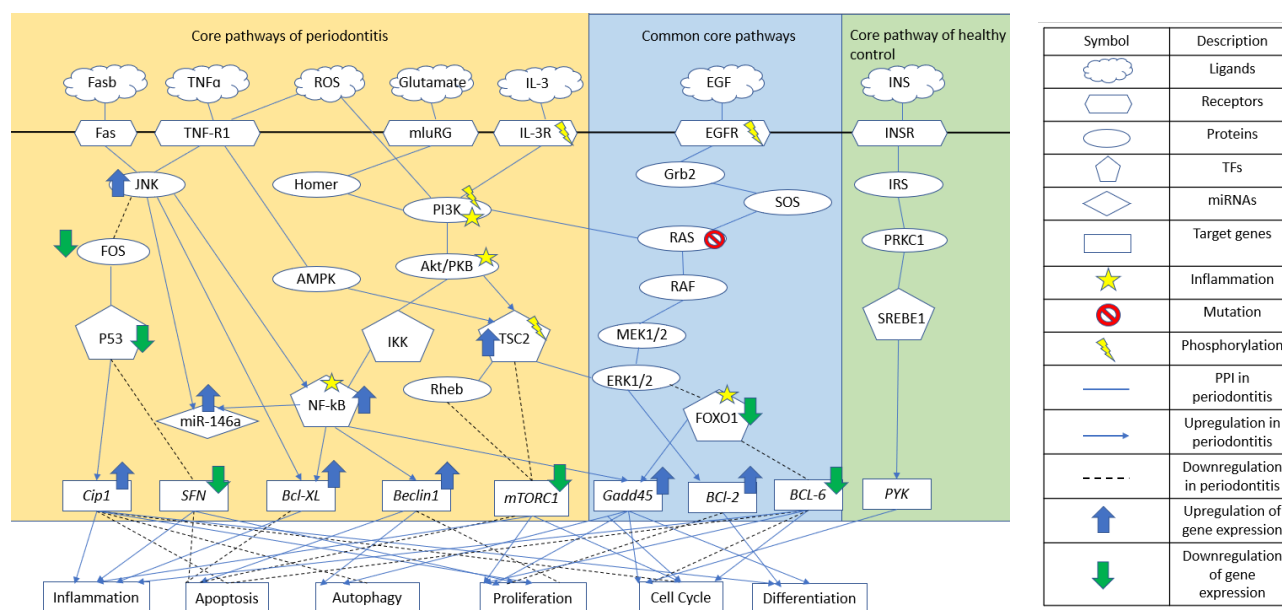 Core pathways of periodontitis
Common core pathways
Core pathway of healthy
control
Fasb
TNFα
ROS
Glutamate
IL-3
EGF
INS
Fas
TNF-R1
mluRG
IL-3R
EGFR
INSR
JNK
Homer
Grb2
IRS
PI3K
SOS
FOS
RAS
PRKC1
AMPK
Akt/PKB
RAF
P53
IKK
TSC2
MEK1/2
SREBE1
Rheb
ERK1/2
miR-146a
NF-kB
FOXO1
Cip1
SFN
Bcl-XL
Beclin1
mTORC1
Gadd45
BCl-2
BCL-6
PYK
Inflammation
Apoptosis
Autophagy
Proliferation
Cell Cycle
Differentiation
Symbol
Description
Ligands
Receptors
Proteins
TFs
miRNAs
Target genes
Inflammation
Mutation
Phosphorylation
PPI in
periodontitis
Upregulation in
periodontitis
Downregulation
in periodontitis
Upregulation of
gene expression
Downregulation
of gene
expression